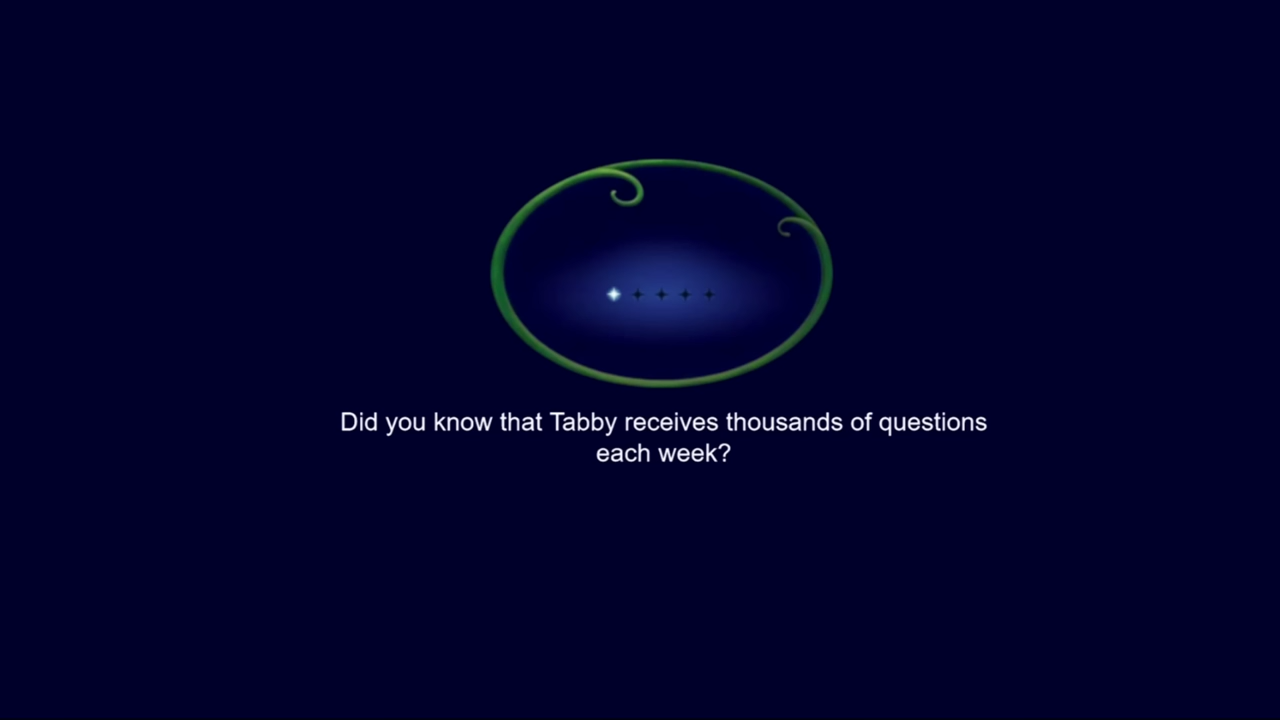 Did you know that Tabby receives thousands of questions
each week?